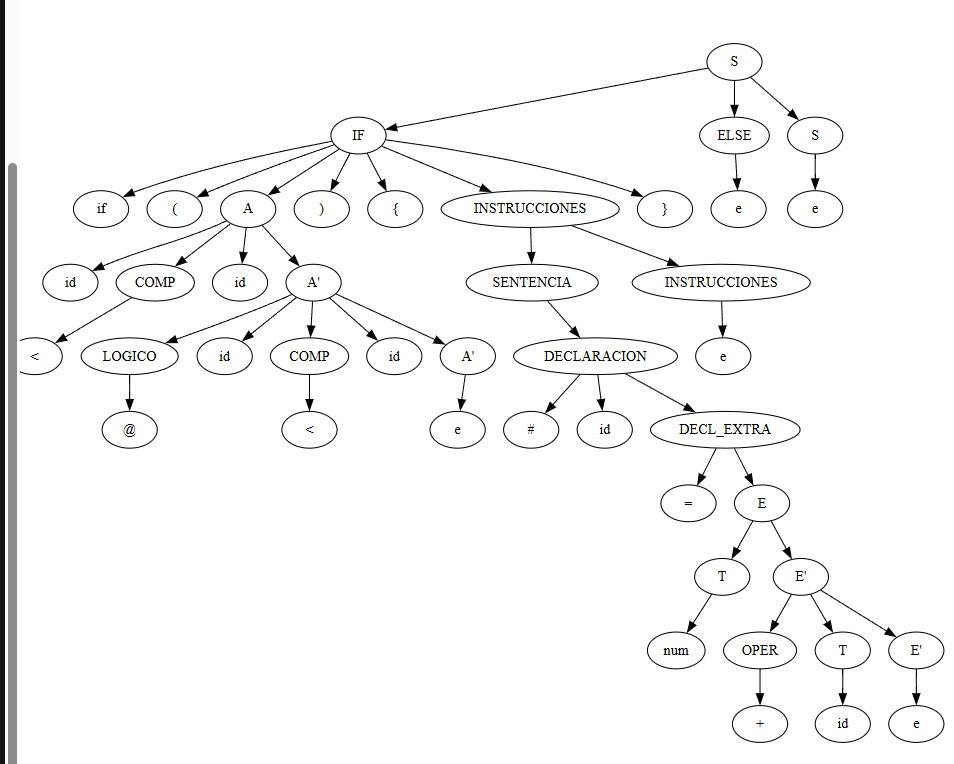 S
IF ELSE S
if ( A ) { INSTRUCCIONES } e e
id COMP id A' SENTENCIA INSTRUCCIONES
< LOGICO id COMP id A' DECLARACION e
@ < e # id DECL_EXTRA
= E
T E'
num OPER T E'
+ id e